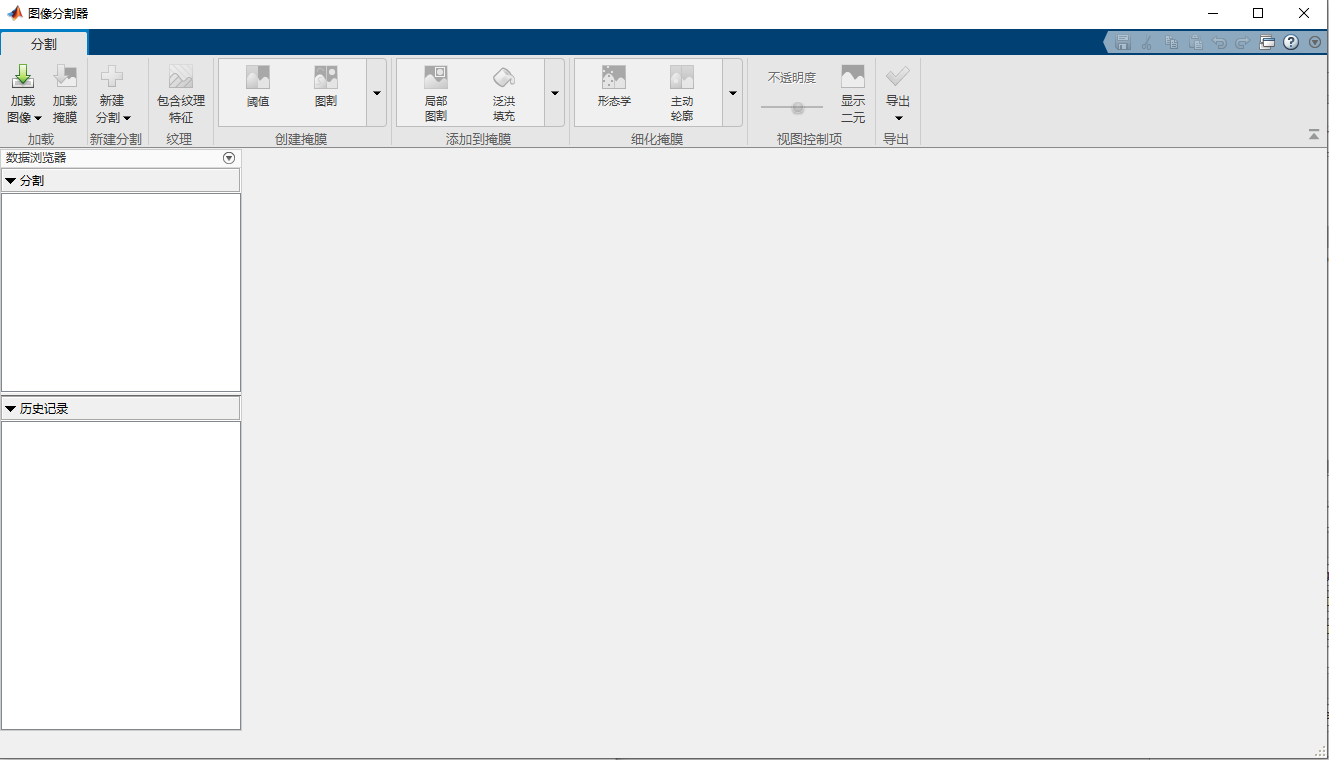 图像分割器
分割
加载
图像
加载
掩膜
加载
新建
分割
新建分割
包含纹理
特征
纹理
阈值
图割
创建掩膜
局部
图割
泛洪
填充
添加到掩膜
形态学
主动
轮廓
细化掩膜
不透明度
显示
二元
视图控制项
导出
导出
数据浏览器
分割
历史记录